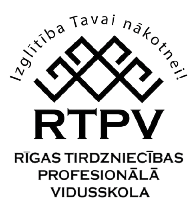 Izglītība Tavai nākotnei!
RTPV
RĪGAS TIRDZNIECĪBAS
PROFESIONĀLĀ
VIDUSSKOLA